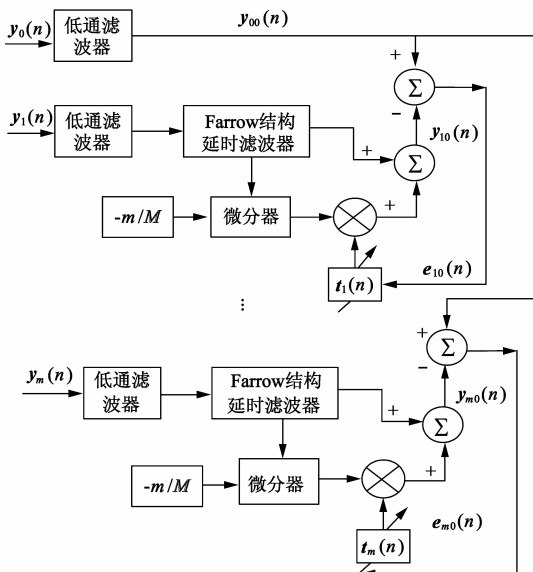 y₀(n)
低通滤
波器
y₀₀(n)
+
Σ
−
y₁(n)
低通滤
波器
Farrow结构
延时滤波器
+
Σ
y₁₀(n)
-m/M
微分器
+
t₁(n)
e₁₀(n)
⋮
+
Σ
−
yₘ(n)
低通滤
波器
Farrow结构
延时滤波器
+
Σ
yₘ₀(n)
-m/M
微分器
+
tₘ(n)
eₘ₀(n)